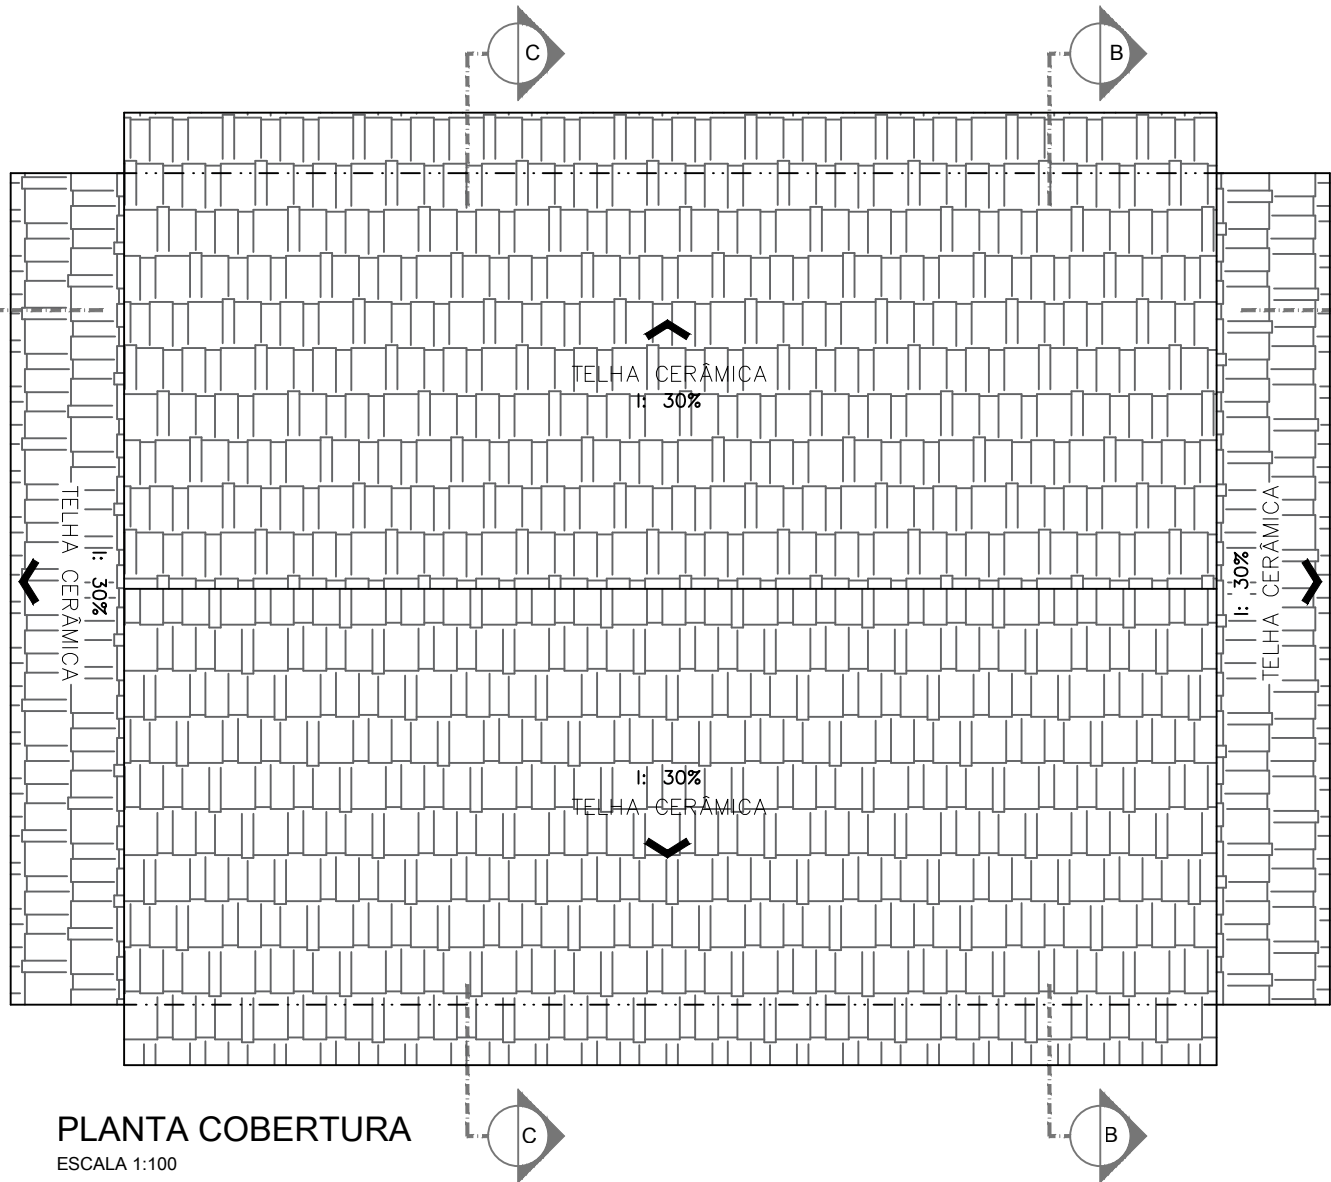 C
B
TELHA CERÂMICA
I: 30%
TELHA CERÂMICA
I: 30%
I: 30%
TELHA CERÂMICA
I: 30%
TELHA CERÂMICA
PLANTA COBERTURA
ESCALA 1:100
C
B